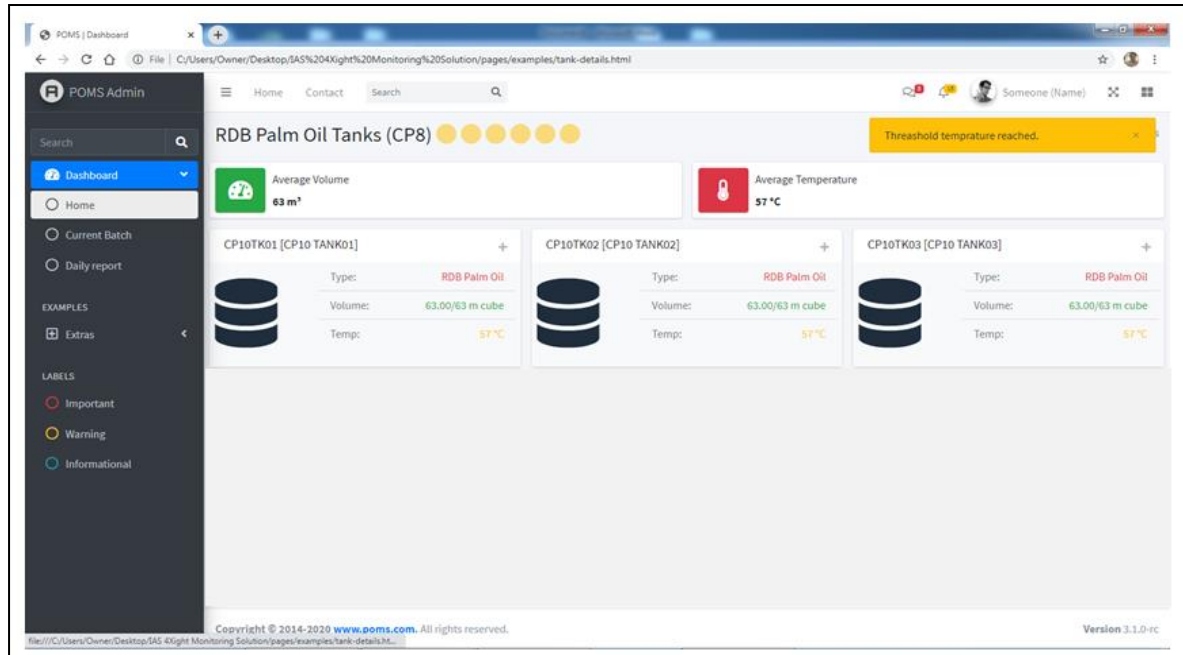 POMS | Dashboard
File | C:/Users/Owner/Desktop/IAS%204Xight%20Monitoring%20Solution/pages/examples/tank-details.html
POMS Admin
Home Contact Search
Someone (Name)
Search
RDB Palm Oil Tanks (CP8)
Threashold temprature reached.
Dashboard
Average Volume
63 m³
Average Temperature
57 °C
Home
Current Batch
Daily report
CP10TK01 [CP10 TANK01]
Type: RDB Palm Oil
Volume: 63.00/63 m cube
Temp: 57 °C
CP10TK02 [CP10 TANK02]
Type: RDB Palm Oil
Volume: 63.00/63 m cube
Temp: 57 °C
CP10TK03 [CP10 TANK03]
Type: RDB Palm Oil
Volume: 63.00/63 m cube
Temp: 57 °C
EXAMPLES
Extras
LABELS
Important
Warning
Informational
Copyright © 2014-2020 www.poms.com. All rights reserved.
Version 3.1.0-rc
file:///C:/Users/Owner/Desktop/IAS 4Xight Monitoring Solution/pages/examples/tank-details.ht...